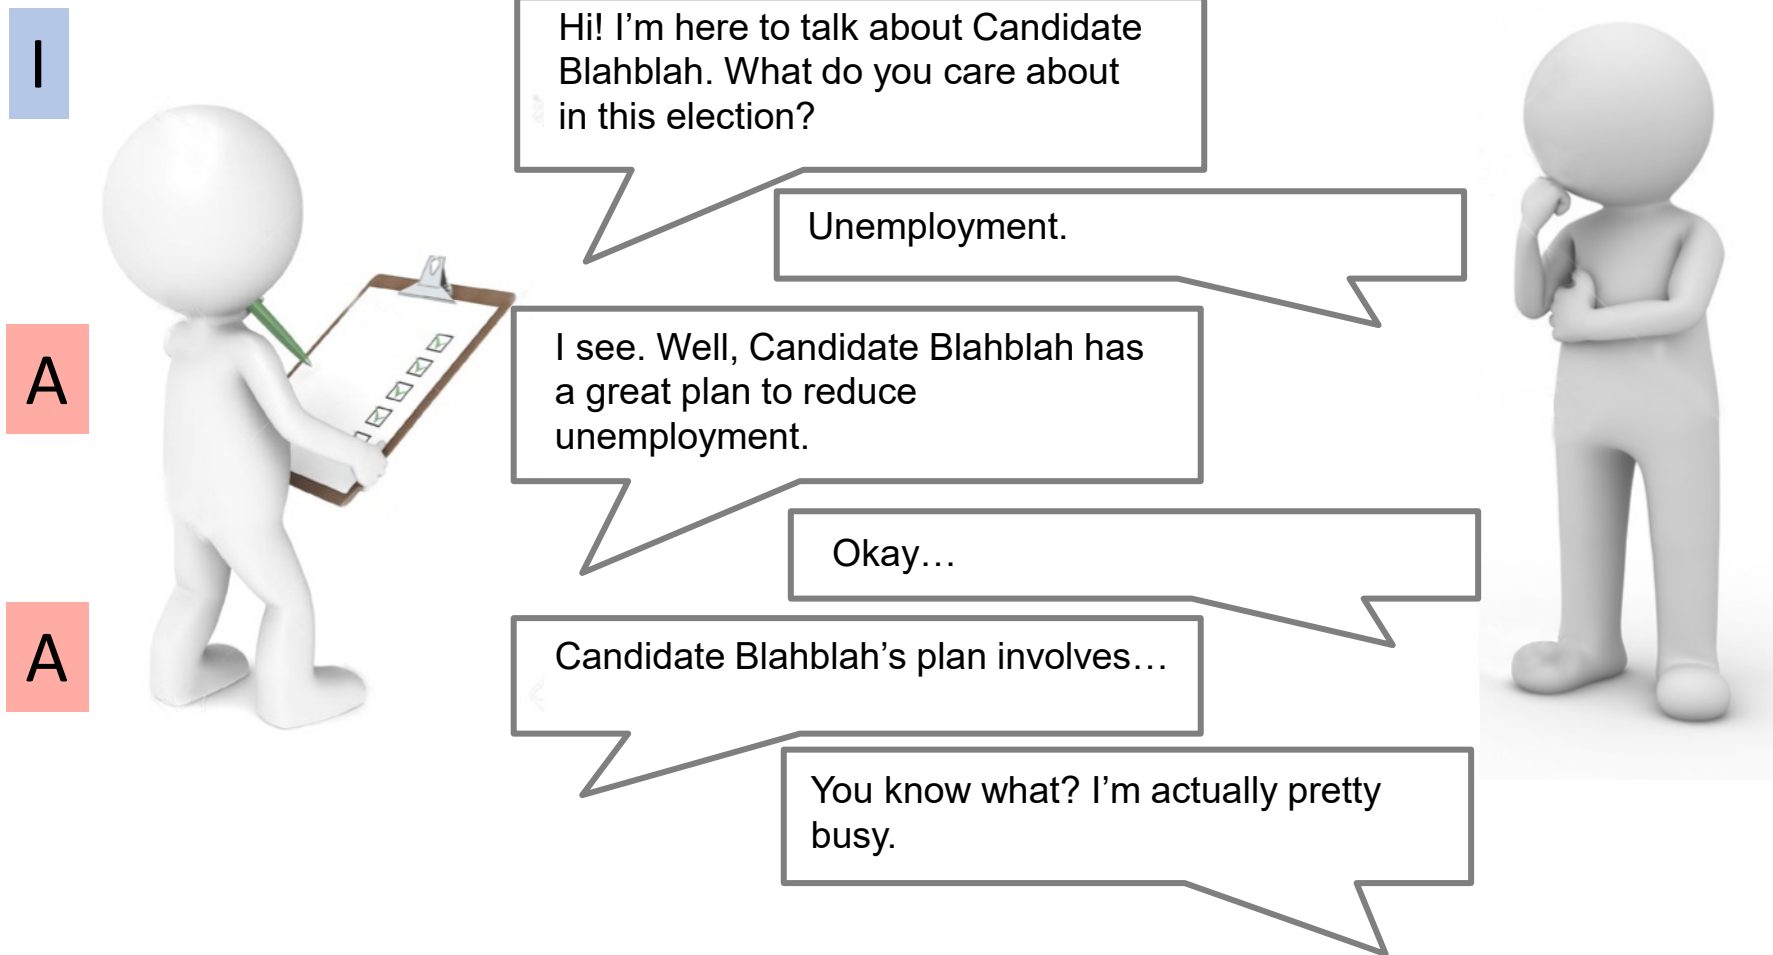 I
Hi! I’m here to talk about Candidate
Blahblah. What do you care about
in this election?
Unemployment.
A
I see. Well, Candidate Blahblah has
a great plan to reduce
unemployment.
Okay…
A
Candidate Blahblah’s plan involves…
You know what? I’m actually pretty
busy.